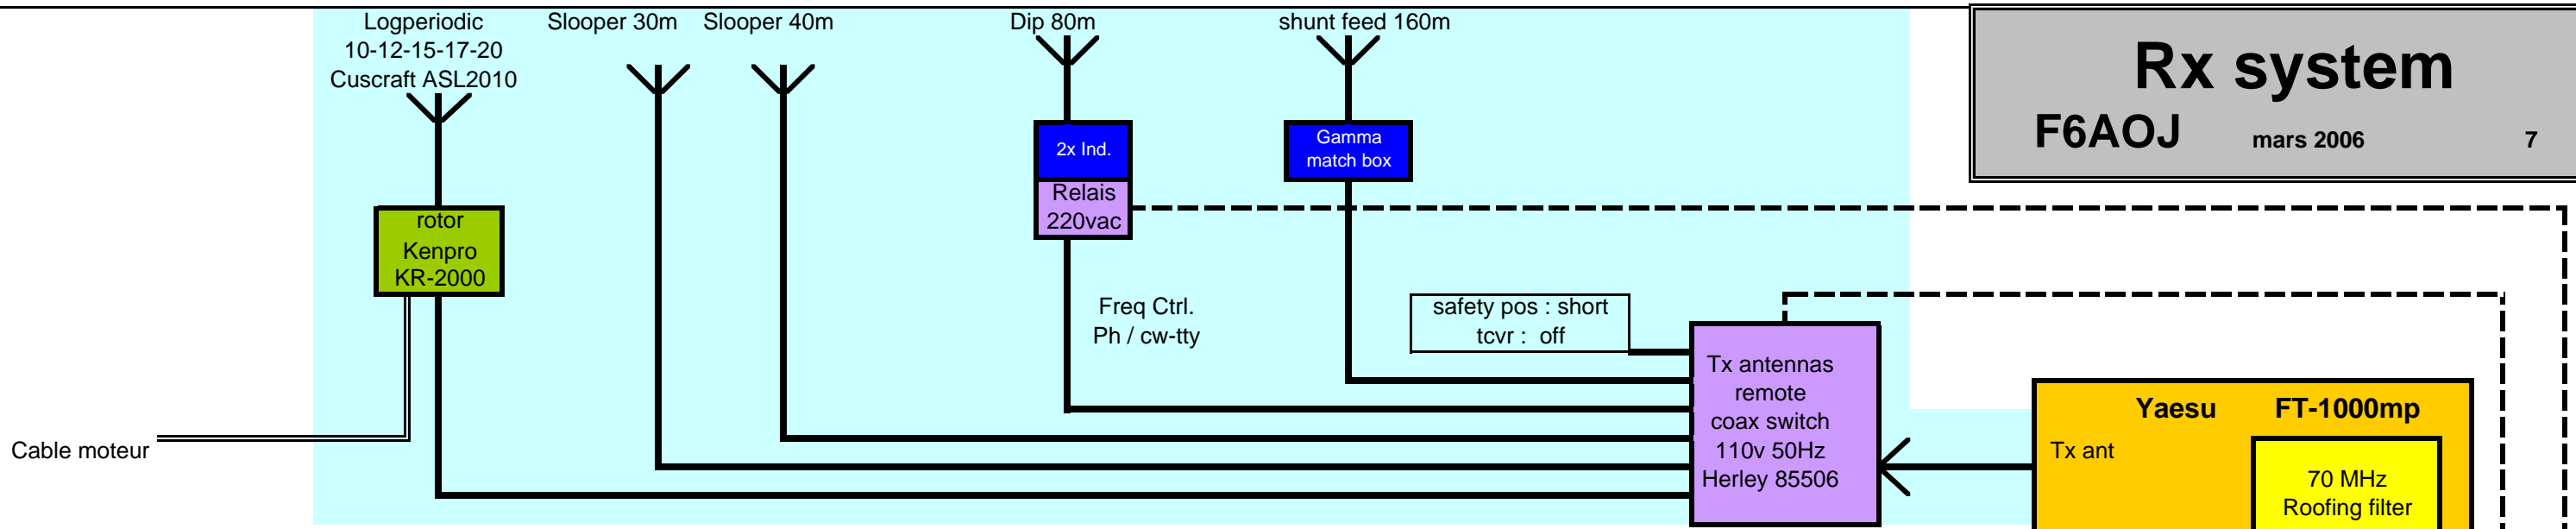 Logperiodic
10-12-15-17-20
Cuscraft ASL2010
Slooper 30m
Slooper 40m
Dip 80m
shunt feed 160m
Rx system
F6AOJ mars 2006 7
2x Ind.
Relais
220vac
Gamma
match box
rotor
Kenpro
KR-2000
Freq Ctrl.
Ph / cw-tty
safety pos : short
tcvr : off
Tx antennas
remote
coax switch
110v 50Hz
Herley 85506
Cable moteur
Yaesu FT-1000mp
Tx ant
70 MHz
Roofing filter